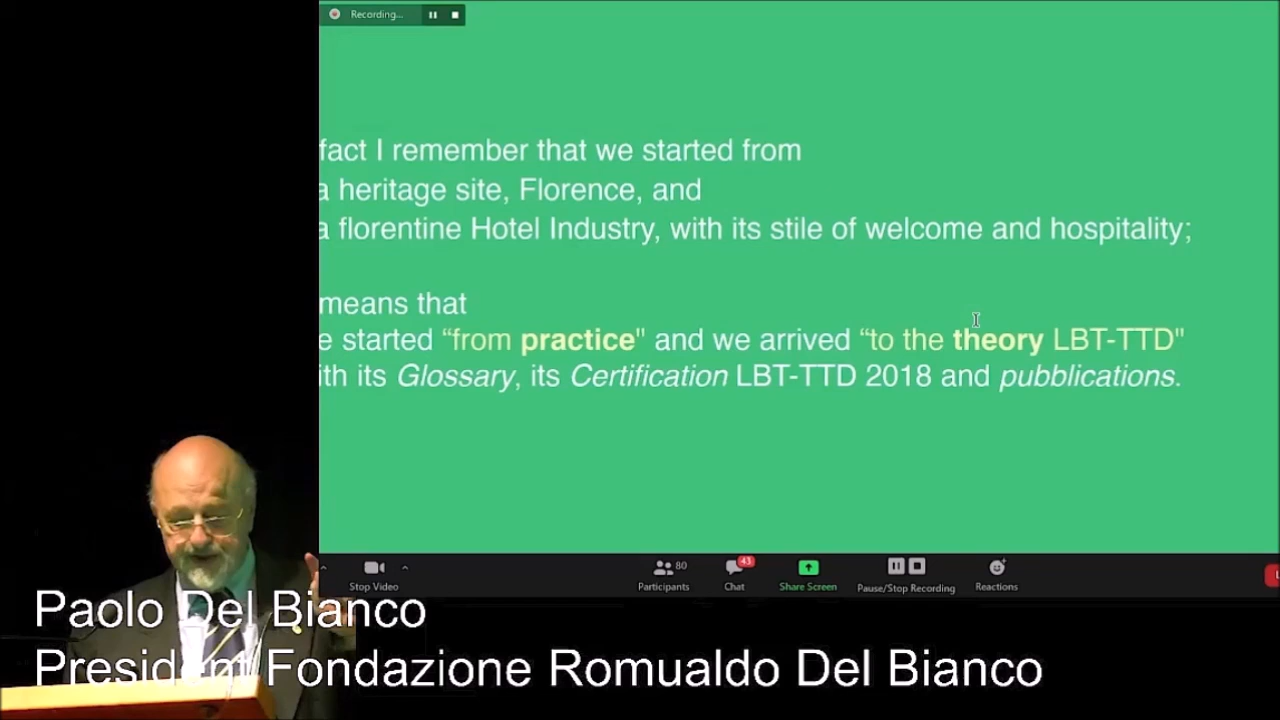 Recording...
fact I remember that we started from
a heritage site, Florence, and
a florentine Hotel Industry, with its stile of welcome and hospitality;
means that
e started “from practice" and we arrived “to the theory LBT-TTD"
ith its Glossary, its Certification LBT-TTD 2018 and pubblications.
80
43
Stop Video
Participants
Chat
Share Screen
Pause/Stop Recording
Reactions
Paolo Del Bianco
President Fondazione Romualdo Del Bianco